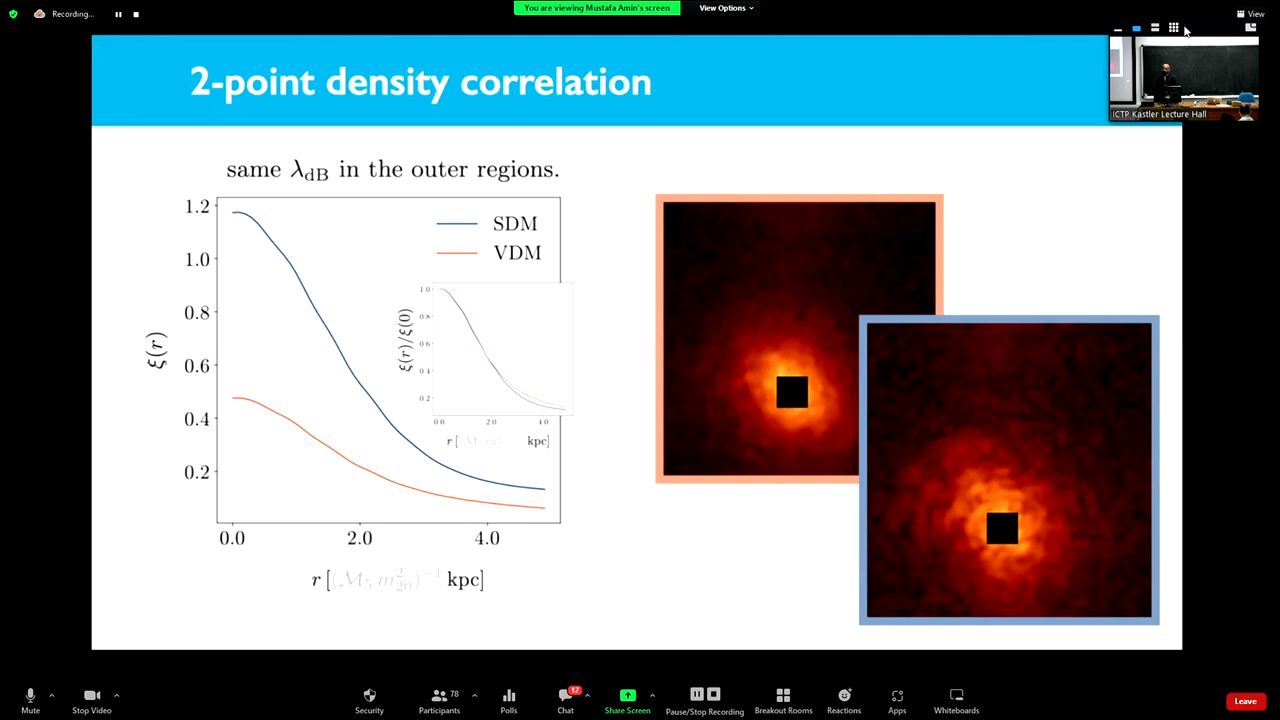 Recording...
You are viewing Mustafa Amin's screen
View Options
View
2-point density correlation
ICTP Kastler Lecture Hall
same λ_dB in the outer regions.
1.2
1.0
0.8
0.6
0.4
0.2
ξ(r)
SDM
VDM
1.0
0.8
0.6
0.4
0.2
ξ(r)/ξ(0)
0.0 2.0 4.0
r [ kpc]
0.0 2.0 4.0
r [(M₅ m²₂₀)⁻¹ kpc]
Mute
Stop Video
Security
78
Participants
Polls
12
Chat
Share Screen
Pause/Stop Recording
Breakout Rooms
Reactions
Apps
Whiteboards
Leave